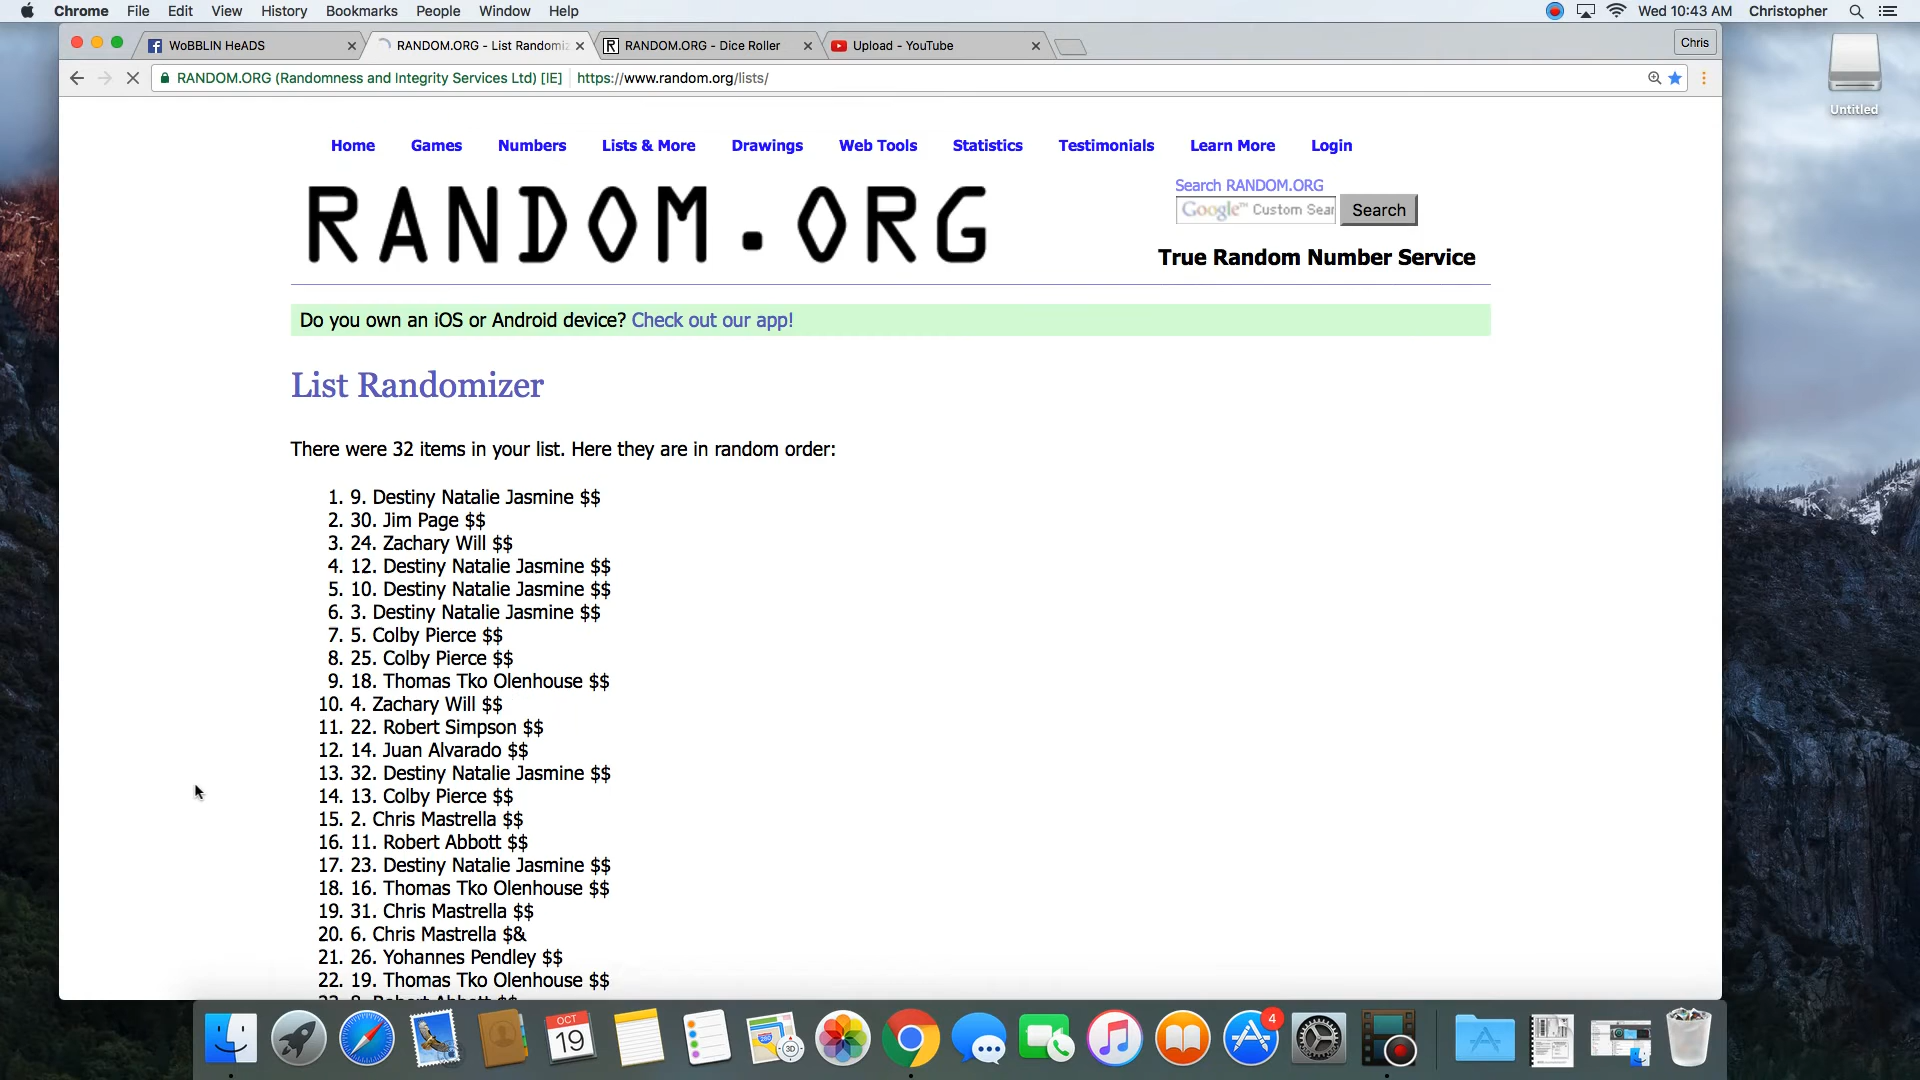 Chrome File Edit View History Bookmarks People Window Help Wed 10:43 AM Christopher
WoBBLIN HeADS RANDOM.ORG - List Randomiz RANDOM.ORG - Dice Roller Upload - YouTube Chris
RANDOM.ORG (Randomness and Integrity Services Ltd) [IE] https://www.random.org/lists/
Untitled
Home Games Numbers Lists & More Drawings Web Tools Statistics Testimonials Learn More Login
RANDOM.ORG
Search RANDOM.ORG
Google™ Custom Sear Search
True Random Number Service
Do you own an iOS or Android device? Check out our app!
List Randomizer
There were 32 items in your list. Here they are in random order:
1. 9. Destiny Natalie Jasmine $$
2. 30. Jim Page $$
3. 24. Zachary Will $$
4. 12. Destiny Natalie Jasmine $$
5. 10. Destiny Natalie Jasmine $$
6. 3. Destiny Natalie Jasmine $$
7. 5. Colby Pierce $$
8. 25. Colby Pierce $$
9. 18. Thomas Tko Olenhouse $$
10. 4. Zachary Will $$
11. 22. Robert Simpson $$
12. 14. Juan Alvarado $$
13. 32. Destiny Natalie Jasmine $$
14. 13. Colby Pierce $$
15. 2. Chris Mastrella $$
16. 11. Robert Abbott $$
17. 23. Destiny Natalie Jasmine $$
18. 16. Thomas Tko Olenhouse $$
19. 31. Chris Mastrella $$
20. 6. Chris Mastrella $&
21. 26. Yohannes Pendley $$
22. 19. Thomas Tko Olenhouse $$
23. 8. Robert Abbott $$
OCT
19
280
3D
4